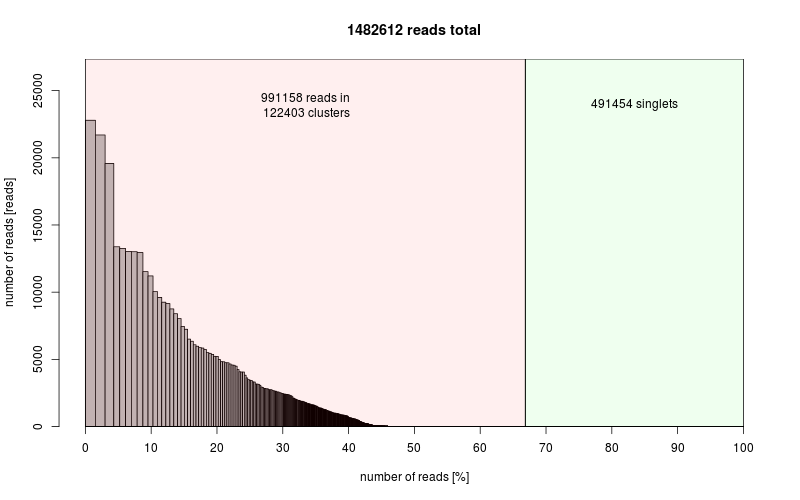 1482612 reads total
991158 reads in
122403 clusters
491454 singlets
number of reads [reads]
25000
20000
15000
10000
5000
0
0 10 20 30 40 50 60 70 80 90 100
number of reads [%]